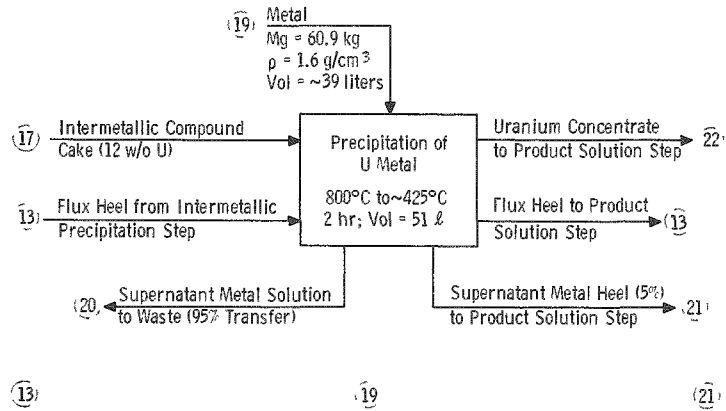 (19) Metal
Mg = 60.9 kg
ρ = 1.6 g/cm³
Vol = ~39 liters
(17) Intermetallic Compound
Cake (12 w/o U)
Precipitation of
U Metal
800°C to ~425°C
2 hr; Vol = 51 ℓ
Uranium Concentrate
to Product Solution Step (22)
(13) Flux Heel from Intermetallic
Precipitation Step
Flux Heel to Product
Solution Step (13)
(20) Supernatant Metal Solution
to Waste (95% Transfer)
Supernatant Metal Heel (5%)
to Product Solution Step (21)
(13) (19) (21)